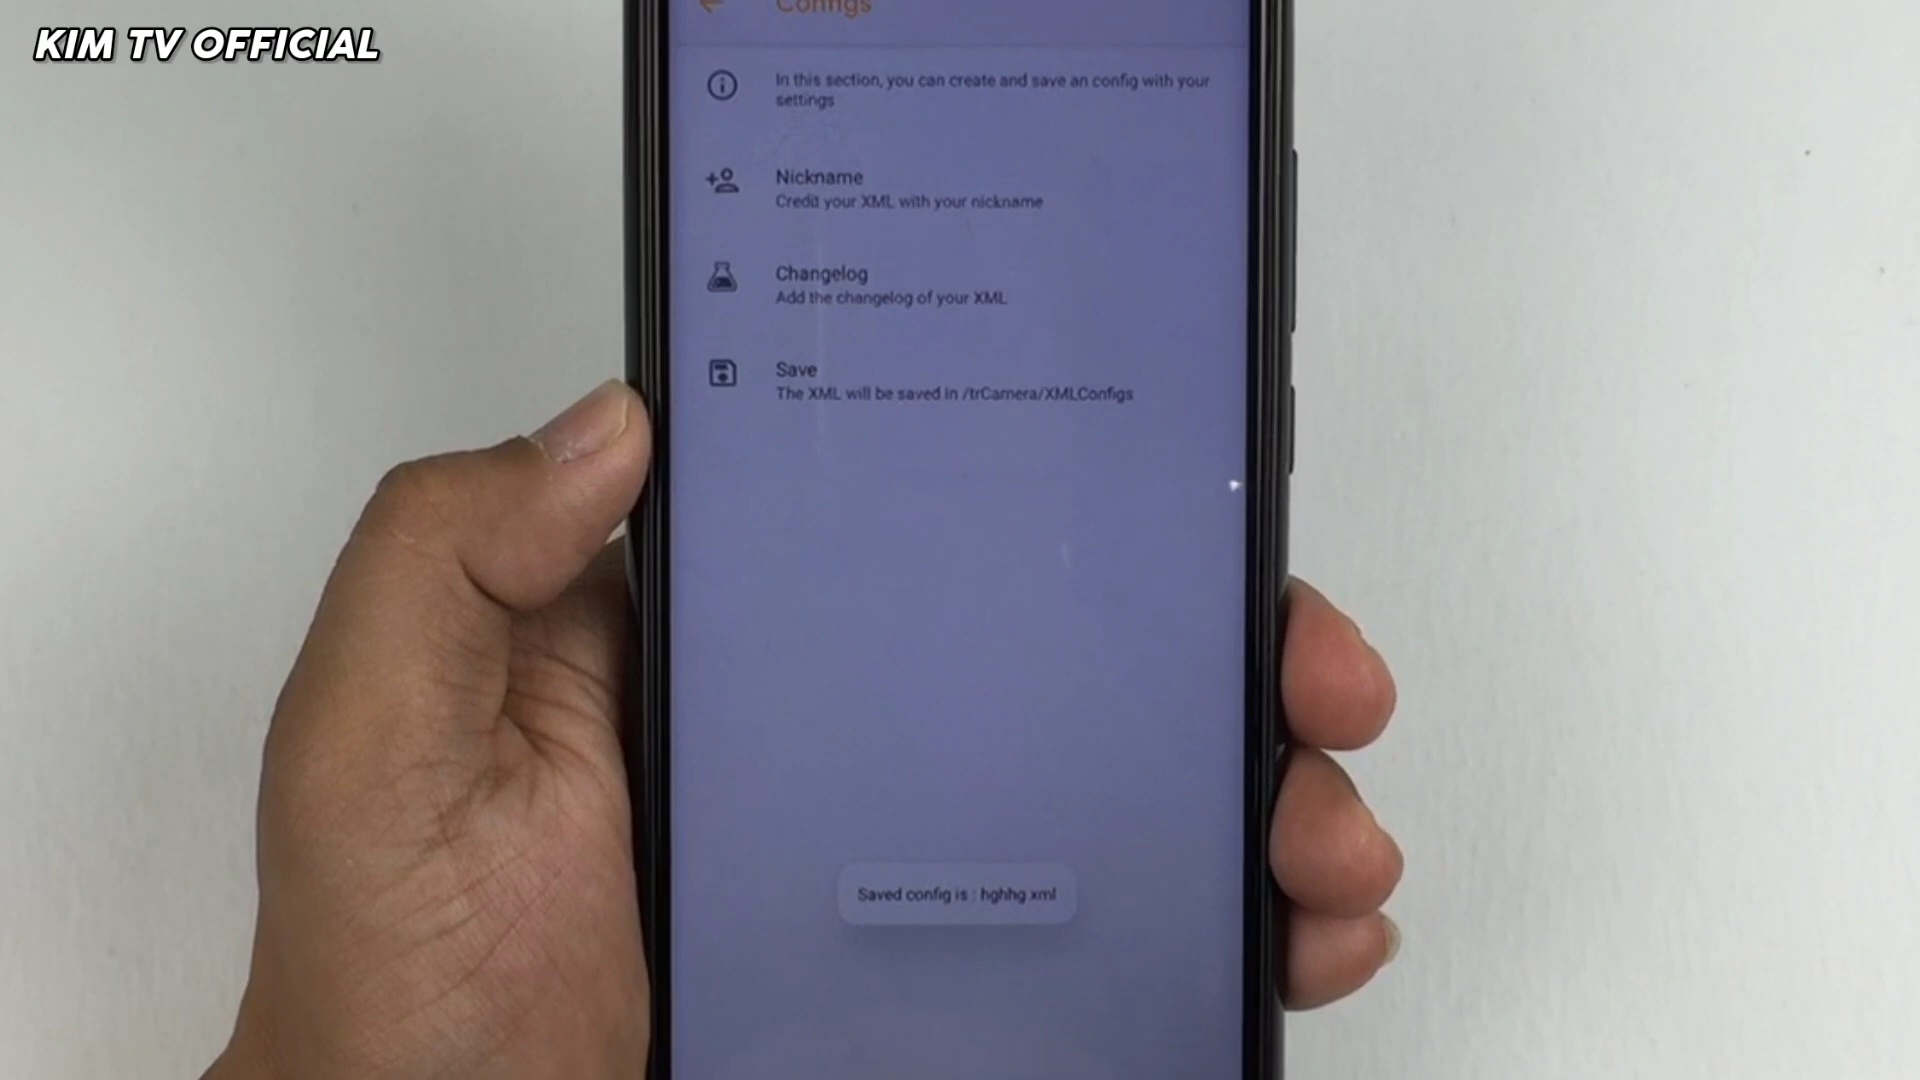 KIM TV OFFICIAL
Configs
In this section, you can create and save an config with your
settings
Nickname
Credit your XML with your nickname
Changelog
Add the changelog of your XML
Save
The XML will be saved in /trCamera/XMLConfigs
Saved config is : hghhg xml